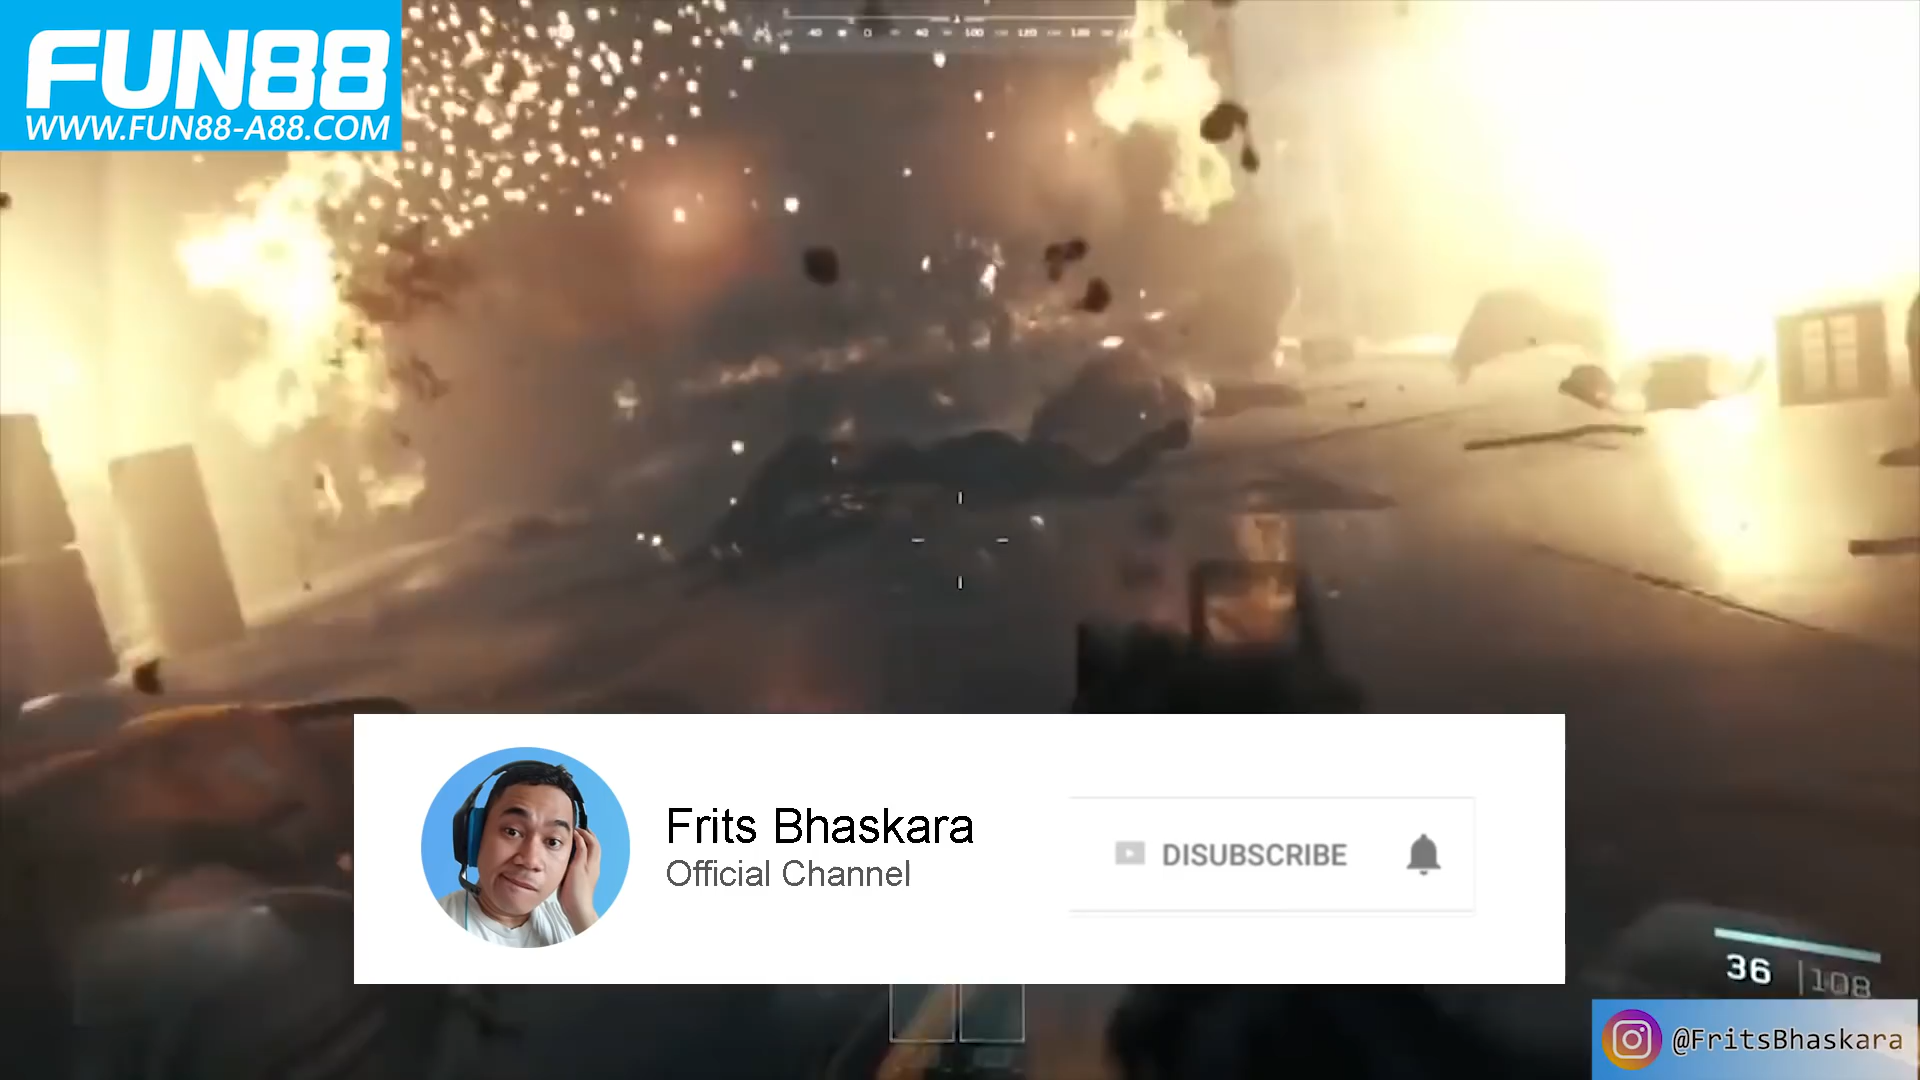 FUN88
WWW.FUN88-A88.COM
Frits Bhaskara
Official Channel
DISUBSCRIBE
36 |108
@FritsBhaskara